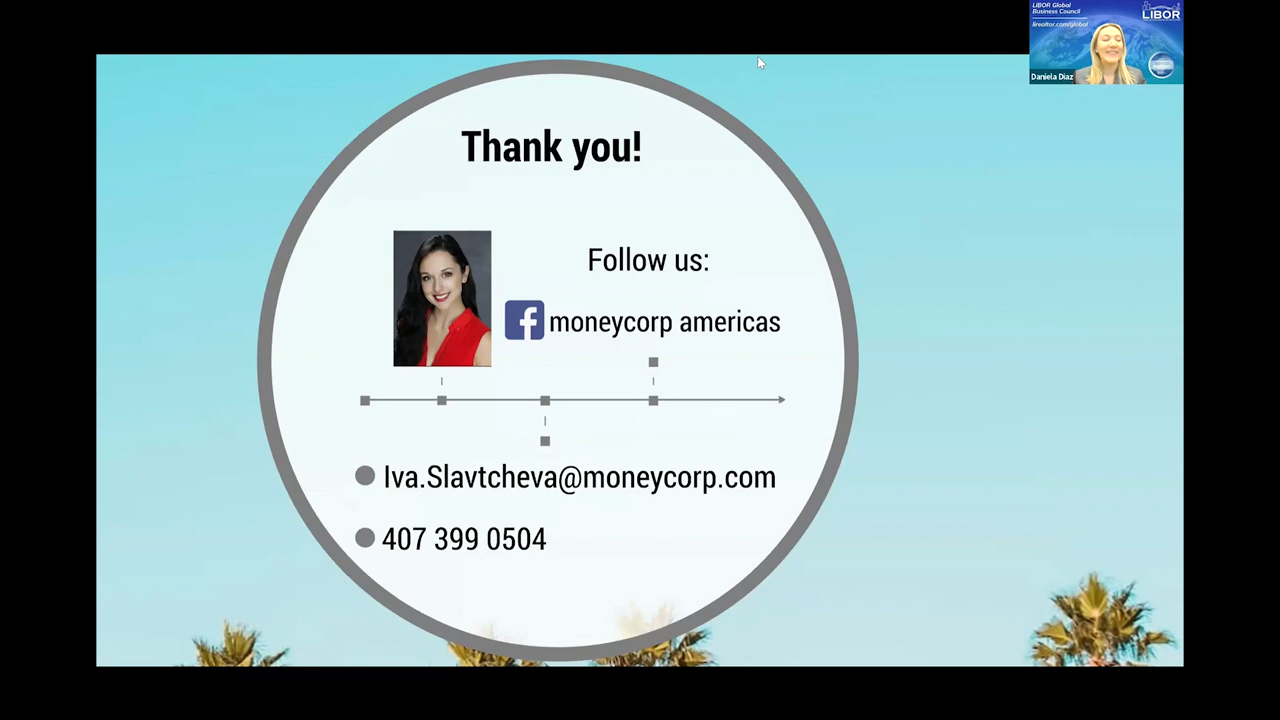 LIBOR Global
Business Council
lirealtor.com/global
LIBOR
Daniela Diaz
Thank you!
Follow us:
moneycorp americas
Iva.Slavtcheva@moneycorp.com
407 399 0504